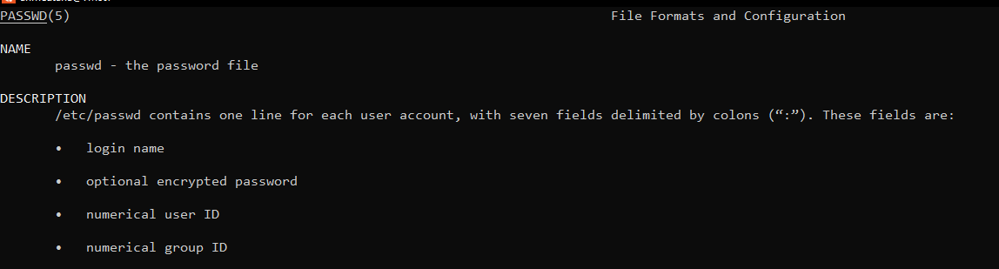 PASSWD(5) File Formats and Configuration
NAME
passwd - the password file
DESCRIPTION
/etc/passwd contains one line for each user account, with seven fields delimited by colons (“:”). These fields are:
• login name
• optional encrypted password
• numerical user ID
• numerical group ID